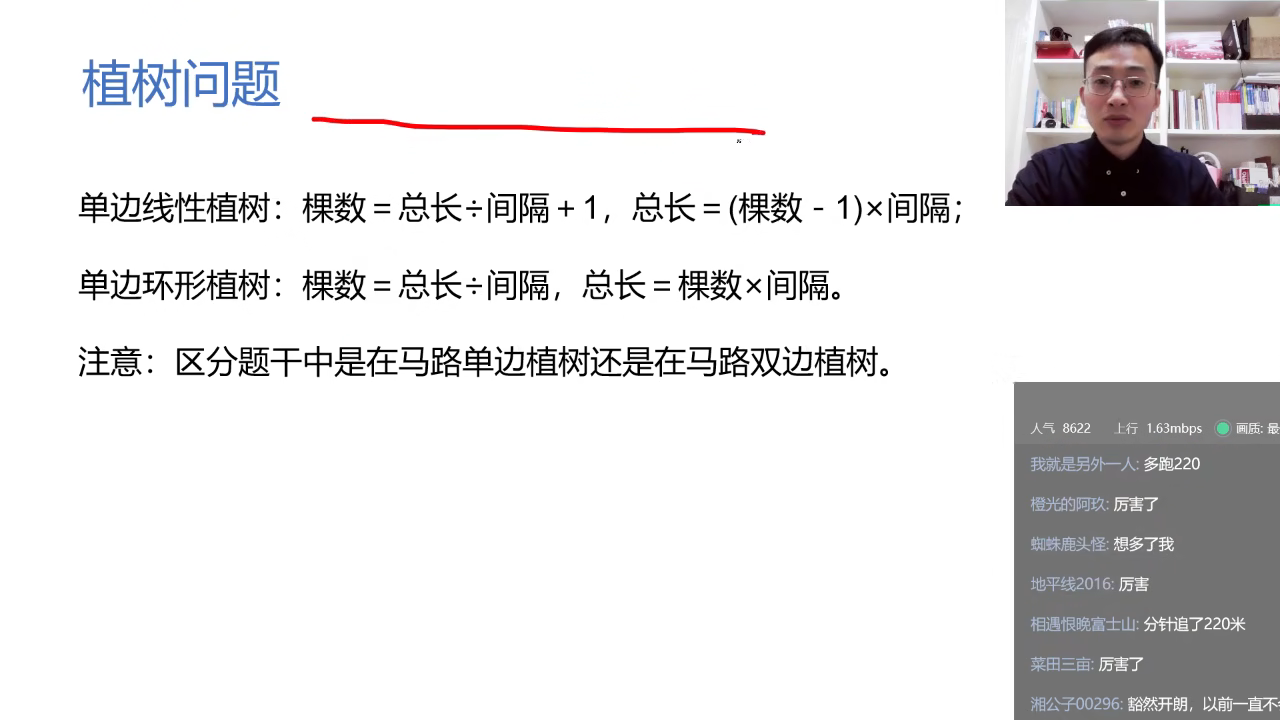 植树问题
单边线性植树：棵数＝总长÷间隔＋1，总长＝(棵数－1)×间隔；
单边环形植树：棵数＝总长÷间隔，总长＝棵数×间隔。
注意：区分题干中是在马路单边植树还是在马路双边植树。
人气 8622 上行 1.63mbps 画质: 最
我就是另外一人: 多跑220
橙光的阿玖: 厉害了
蜘蛛鹿头怪: 想多了我
地平线2016: 厉害
相遇恨晚富士山: 分针追了220米
菜田三亩: 厉害了
湘公子00296: 豁然开朗，以前一直不